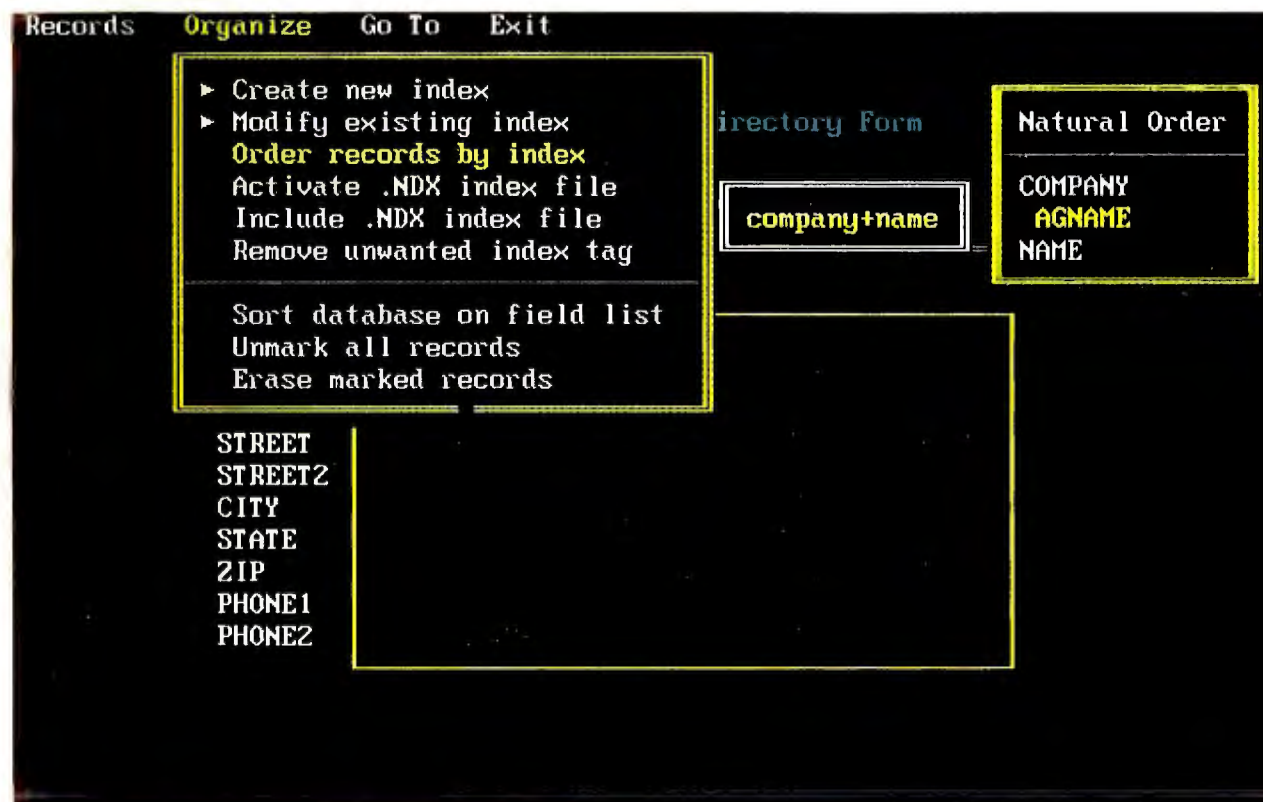 Records Organize Go To Exit
► Create new index
► Modify existing index
Order records by index
Activate .NDX index file
Include .NDX index file
Remove unwanted index tag
Sort database on field list
Unmark all records
Erase marked records
irectory Form
company+name
Natural Order
COMPANY
AGNAME
NAME
STREET
STREET2
CITY
STATE
ZIP
PHONE1
PHONE2